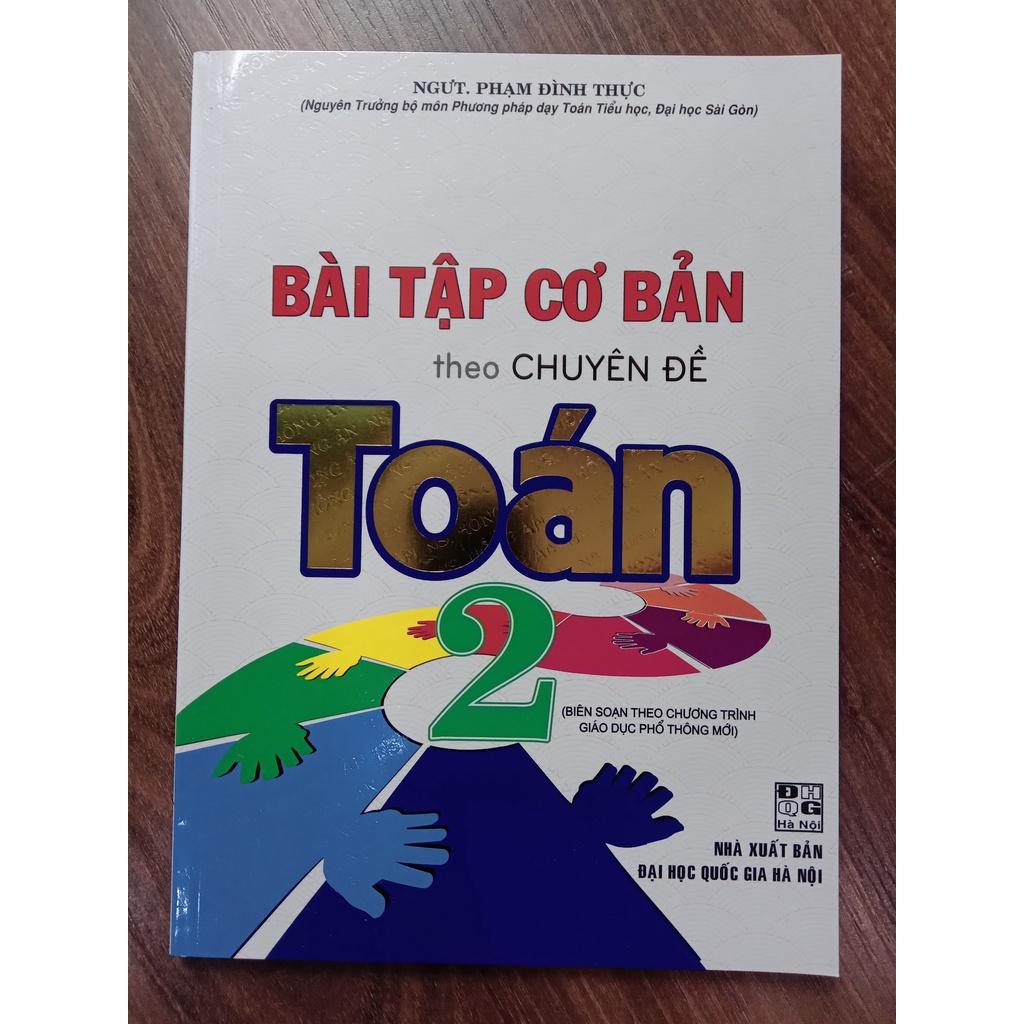 NGƯT. PHẠM ĐÌNH THỰC
(Nguyên Trưởng bộ môn Phương pháp dạy Toán Tiểu học, Đại học Sài Gòn)
BÀI TẬP CƠ BẢN
theo CHUYÊN ĐỀ
Toán
2
(BIÊN SOẠN THEO CHƯƠNG TRÌNH
GIÁO DỤC PHỔ THÔNG MỚI)
ĐH
QG
Hà Nội
NHÀ XUẤT BẢN
ĐẠI HỌC QUỐC GIA HÀ NỘI